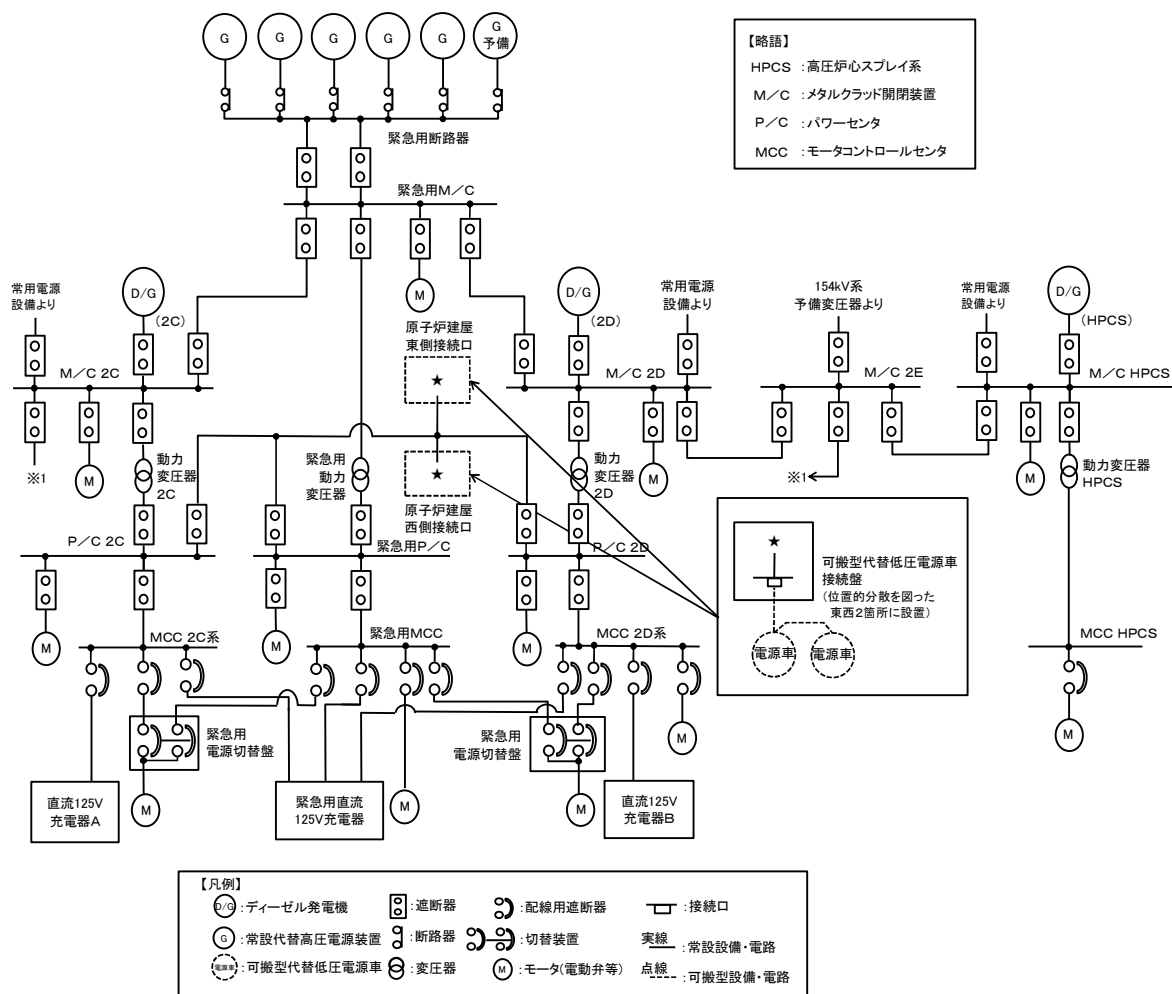 G
G
G
G
G
G
予備
緊急用断路器
【略語】
HPCS ：高圧炉心スプレイ系
M／C ：メタルクラッド開閉装置
P／C ：パワーセンタ
MCC ：モータコントロールセンタ
緊急用M／C
常用電源
設備より
D/G
(2C)
M
D/G
(2D)
常用電源
設備より
154kV系
予備変圧器より
常用電源
設備より
D/G
(HPCS)
原子炉建屋
東側接続口
★
M／C 2C
M／C 2D
M／C 2E
M／C HPCS
※1
M
動力
変圧器
2C
緊急用
動力
変圧器
★
原子炉建屋
西側接続口
動力
変圧器
2D
M
※1
M
動力変圧器
HPCS
P／C 2C
緊急用P／C
P／C 2D
★
可搬型代替低圧電源車
接続盤
(位置的分散を図った
東西2箇所に設置)
電源車
電源車
M
M
M
MCC 2C系
緊急用MCC
MCC 2D系
MCC HPCS
緊急用
電源切替盤
緊急用
電源切替盤
M
M
直流125V
充電器A
M
緊急用直流
125V充電器
M
M
直流125V
充電器B
【凡例】
D/G ：ディーゼル発電機
：遮断器
：配線用遮断器
：接続口
G ：常設代替高圧電源装置
：断路器
：切替装置
実線
：常設設備・電路
電源車 ：可搬型代替低圧電源車
：変圧器
M ：モータ(電動弁等)
点線
：可搬型設備・電路